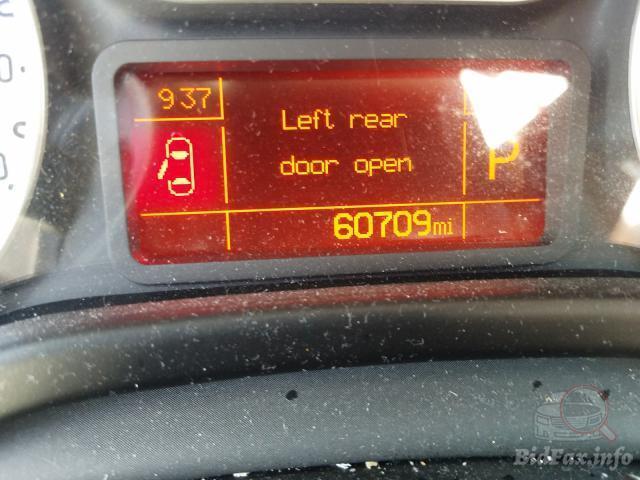 937
Left rear
door open
P
60709mi
C
BidFax.info